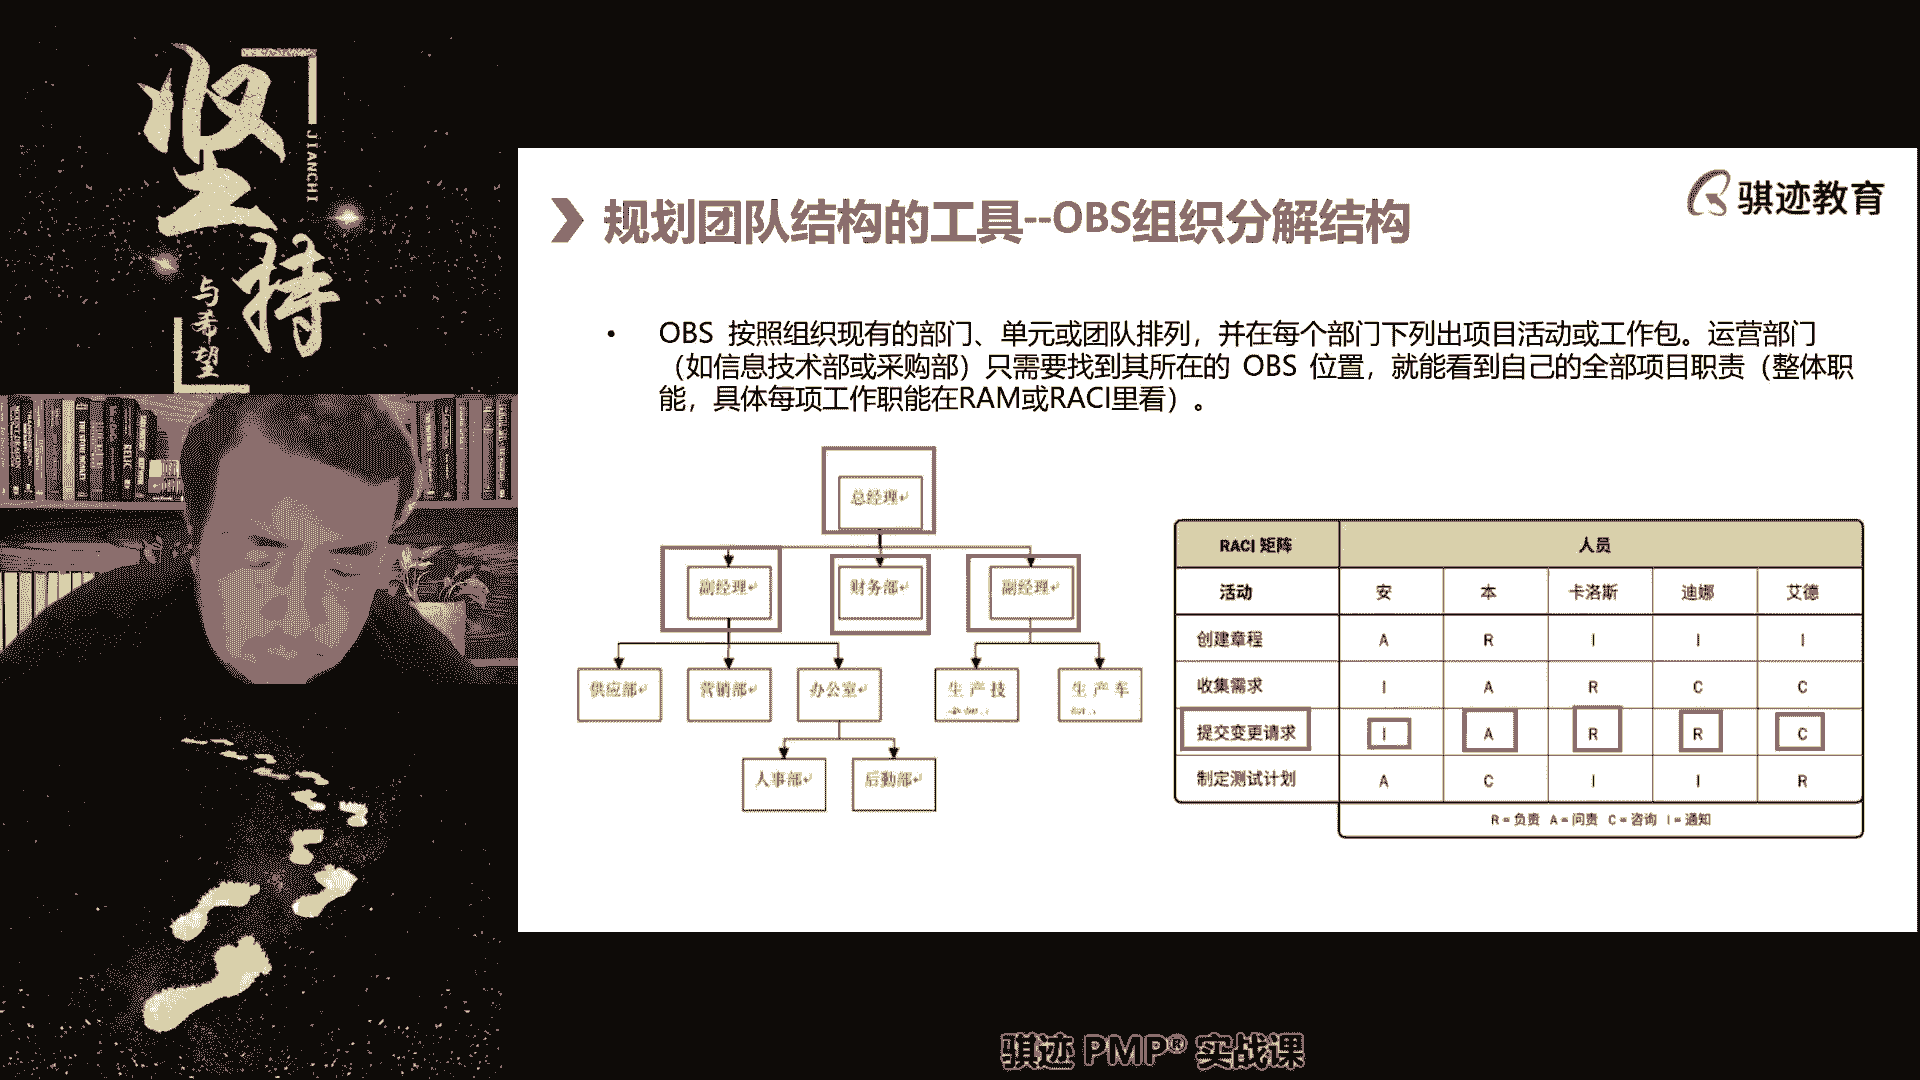 坚持
JIANCHI
与希望
骐迹教育
规划团队结构的工具--OBS组织分解结构
• OBS 按照组织现有的部门、单元或团队排列，并在每个部门下列出项目活动或工作包。运营部门
（如信息技术部或采购部）只需要找到其所在的 OBS 位置，就能看到自己的全部项目职责（整体职
能，具体每项工作职能在RAM或RACI里看）。
总经理
副经理 财务部 副经理
供应部 营销部 办公室 生产技 生产车
人事部 后勤部
RACI 矩阵 人员
活动 安 本 卡洛斯 迪娜 艾德
创建章程 A R I I I
收集需求 I A R C C
提交变更请求 I A R R C
制定测试计划 A C I I R
R = 负责 A = 问责 C = 咨询 I = 通知
骐迹 PMP® 实战课